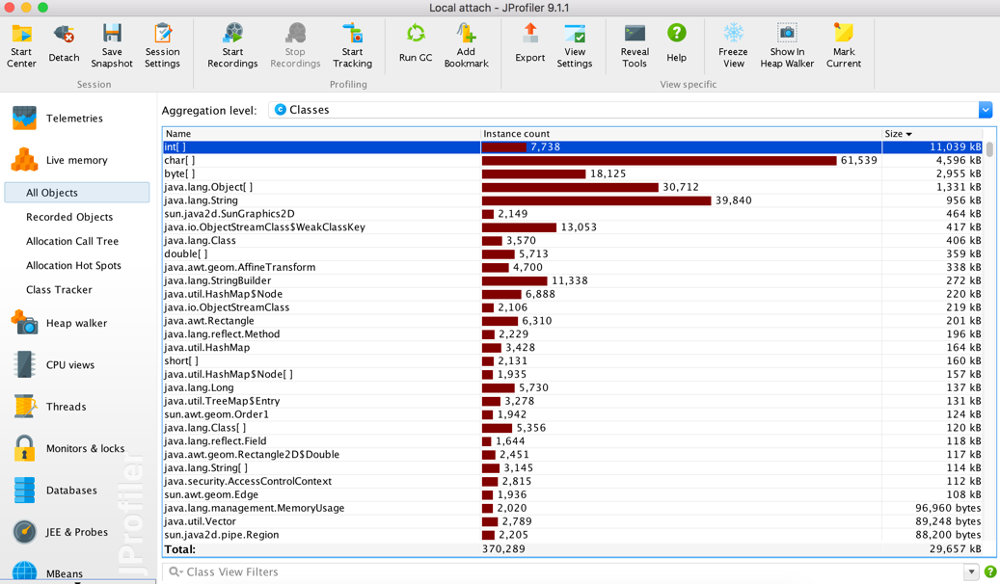 Local attach - JProfiler 9.1.1
Start Center
Detach
Save Snapshot
Session Settings
Start Recordings
Stop Recordings
Start Tracking
Run GC
Add Bookmark
Export
View Settings
Reveal Tools
Help
Freeze View
Show In Heap Walker
Mark Current
Session
Profiling
View specific
Telemetries
Live memory
All Objects
Recorded Objects
Allocation Call Tree
Allocation Hot Spots
Class Tracker
Heap walker
CPU views
Threads
Monitors & locks
Databases
JEE & Probes
MBeans
JProfiler
Aggregation level: Classes
Name Instance count Size
int[ ] 7,738 11,039 kB
char[ ] 61,539 4,596 kB
byte[ ] 18,125 2,955 kB
java.lang.Object[ ] 30,712 1,331 kB
java.lang.String 39,840 956 kB
sun.java2d.SunGraphics2D 2,149 464 kB
java.io.ObjectStreamClass$WeakClassKey 13,053 417 kB
java.lang.Class 3,570 406 kB
double[ ] 5,713 359 kB
java.awt.geom.AffineTransform 4,700 338 kB
java.lang.StringBuilder 11,338 272 kB
java.util.HashMap$Node 6,888 220 kB
java.io.ObjectStreamClass 2,106 219 kB
java.awt.Rectangle 6,310 201 kB
java.lang.reflect.Method 2,229 196 kB
java.util.HashMap 3,428 164 kB
short[ ] 2,131 160 kB
java.util.HashMap$Node[ ] 1,935 157 kB
java.lang.Long 5,730 137 kB
java.util.TreeMap$Entry 3,278 131 kB
sun.awt.geom.Order1 1,942 124 kB
java.lang.Class[ ] 5,356 120 kB
java.lang.reflect.Field 1,644 118 kB
java.awt.geom.Rectangle2D$Double 2,451 117 kB
java.lang.String[ ] 3,145 114 kB
java.security.AccessControlContext 2,815 112 kB
sun.awt.geom.Edge 1,936 108 kB
java.lang.management.MemoryUsage 2,020 96,960 bytes
java.util.Vector 2,789 89,248 bytes
sun.java2d.pipe.Region 2,205 88,200 bytes
Total: 370,289 29,657 kB
Class View Filters